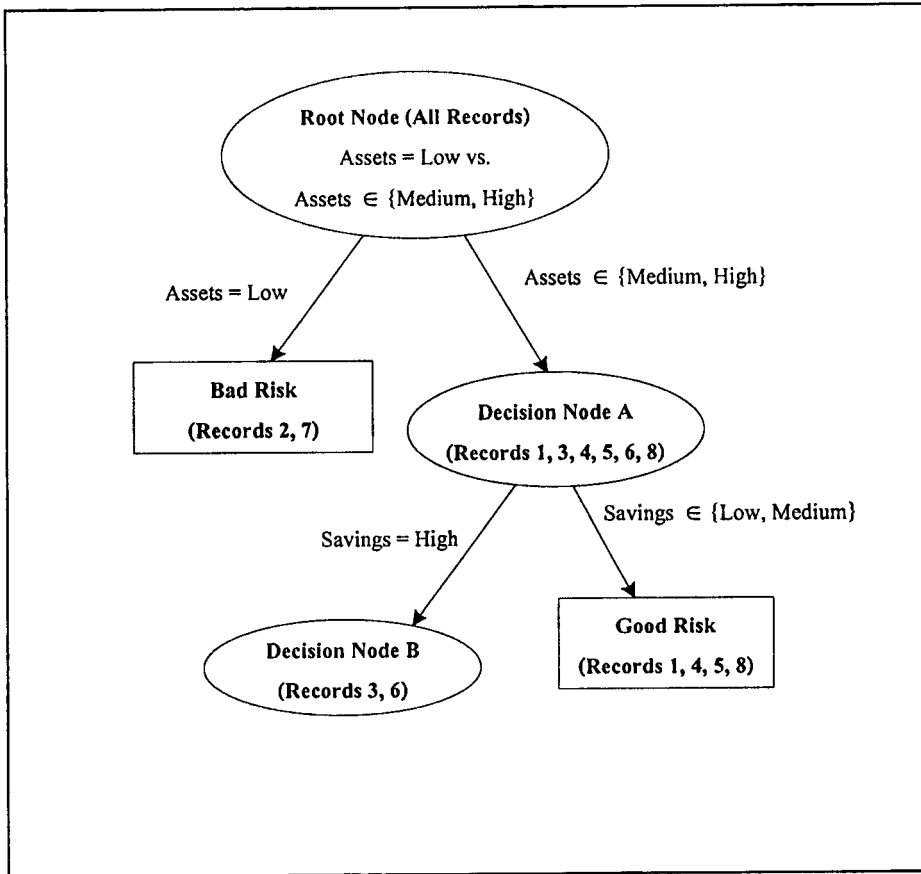 Root Node (All Records)
Assets = Low vs.
Assets ∈ {Medium, High}
Assets = Low
Assets ∈ {Medium, High}
Bad Risk
(Records 2, 7)
Decision Node A
(Records 1, 3, 4, 5, 6, 8)
Savings = High
Savings ∈ {Low, Medium}
Decision Node B
(Records 3, 6)
Good Risk
(Records 1, 4, 5, 8)